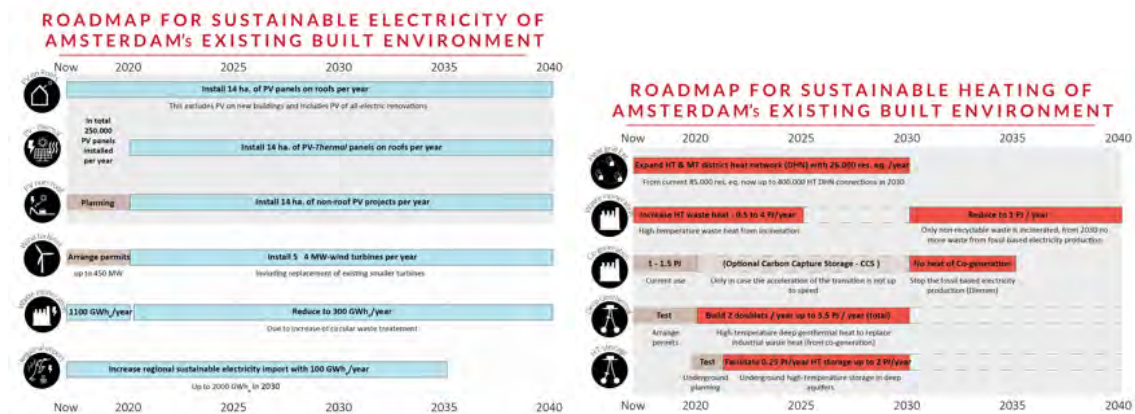 ROADMAP FOR SUSTAINABLE ELECTRICITY OF
AMSTERDAM's EXISTING BUILT ENVIRONMENT
Now 2020 2025 2030 2035 2040
Install 14 ha. of PV panels on roofs per year
This excludes PV on new buildings and includes PV of all-electric renovations
In total
250.000
PV panels
installed
per year
Install 14 ha. of PV-Thermal panels on roofs per year
Planning
Install 14 ha. of non-roof PV projects per year
Arrange permits
Install 5 4 MW-wind turbines per year
up to 450 MW
Including replacement of existing smaller turbines
1100 GWhe/year
Reduce to 300 GWhe/year
Due to increase of circular waste treatement
Increase regional sustainable electricity import with 100 GWhe/year
Up to 2000 GWhe in 2030
Now 2020 2025 2030 2035 2040
ROADMAP FOR SUSTAINABLE HEATING OF
AMSTERDAM's EXISTING BUILT ENVIRONMENT
Now 2020 2025 2030 2035 2040
Expand HT & MT district heat network (DHN) with 26.000 res. eq. /year
From current 85.000 res. eq. now up to 400.000 HT DHN connections in 2030
Increase HT waste heat - 0.5 to 4 PJ/year
Reduce to 1 PJ / year
High-temperature waste heat from incineration
Only non-recyclable waste is incinerated, from 2030 no
more waste from fossil based electricity production
1 - 1.5 PJ
(Optional Carbon Capture Storage - CCS )
No heat of Co-generation
Current use
Only in case the acceleration of the transition is not up
to speed
Stop the fossil based electricity
production (Diemen)
Test
Build 2 doublets / year up to 5.5 PJ / year (total)
Arrange
permits
High-temperature deep geothermal heat to replace
industrial waste heat (from co-generation)
Test
Facilitate 0.25 PJ/year HT storage up to 2 PJ/year
Underground
planning
Underground high-temperature storage in deep
aquifers
Now 2020 2025 2030 2035 2040